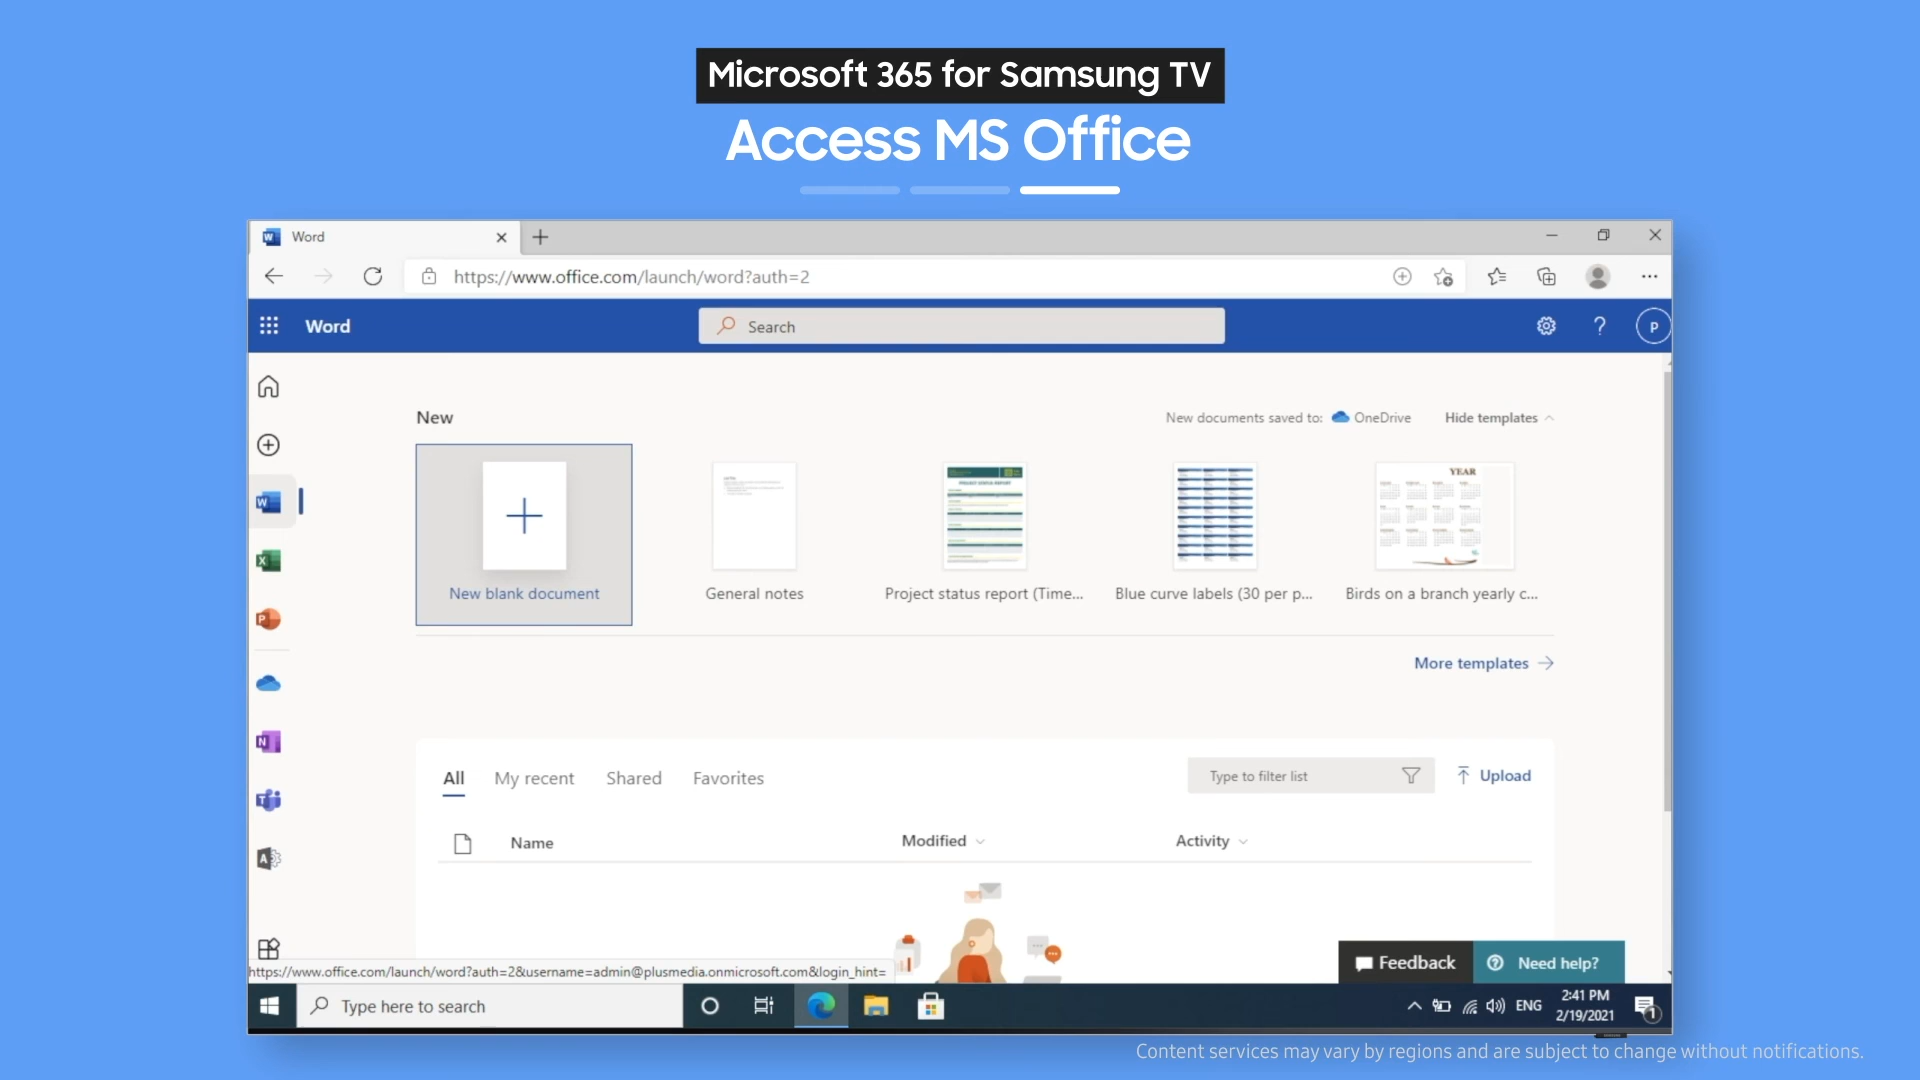 Microsoft 365 for Samsung TV
Access MS Office
Word
https://www.office.com/launch/word?auth=2
Word
Search
P
New
New documents saved to: OneDrive
Hide templates
New blank document
General notes
PROJECT STATUS REPORT
Project status report (Time...
Blue curve labels (30 per p...
YEAR
Birds on a branch yearly c...
More templates
All My recent Shared Favorites
Type to filter list
Upload
Name Modified Activity
Feedback
Need help?
https://www.office.com/launch/word?auth=2&username=admin@plusmedia.onmicrosoft.com&login_hint=
Type here to search
ENG
2:41 PM
2/19/2021
1
Content services may vary by regions and are subject to change without notifications.